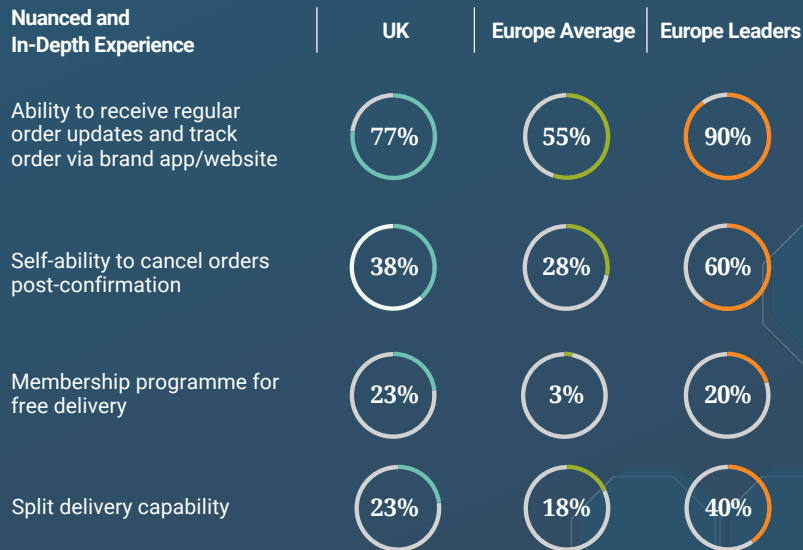 Nuanced and
In-Depth Experience
UK
Europe Average
Europe Leaders
Ability to receive regular
order updates and track
order via brand app/website
77%
55%
90%
Self-ability to cancel orders
post-confirmation
38%
28%
60%
Membership programme for
free delivery
23%
3%
20%
Split delivery capability
23%
18%
40%